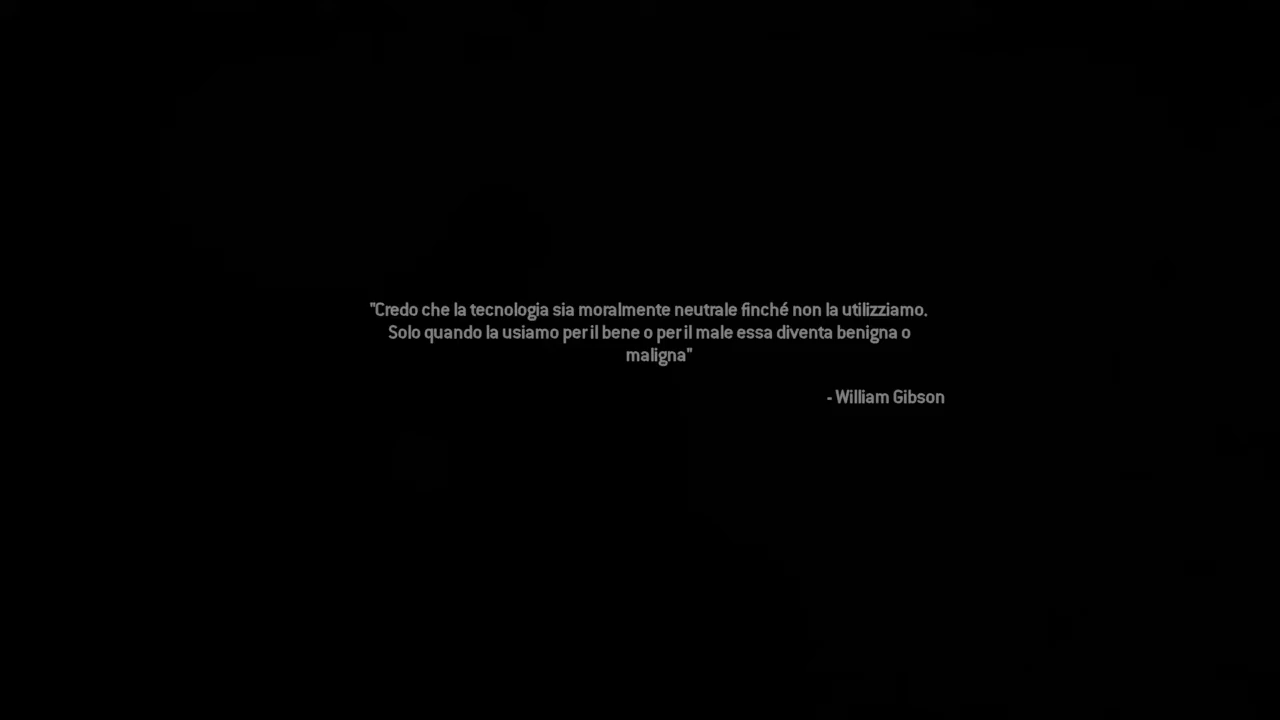 "Credo che la tecnologia sia moralmente neutrale finché non la utilizziamo.
Solo quando la usiamo per il bene o per il male essa diventa benigna o
maligna"
- William Gibson